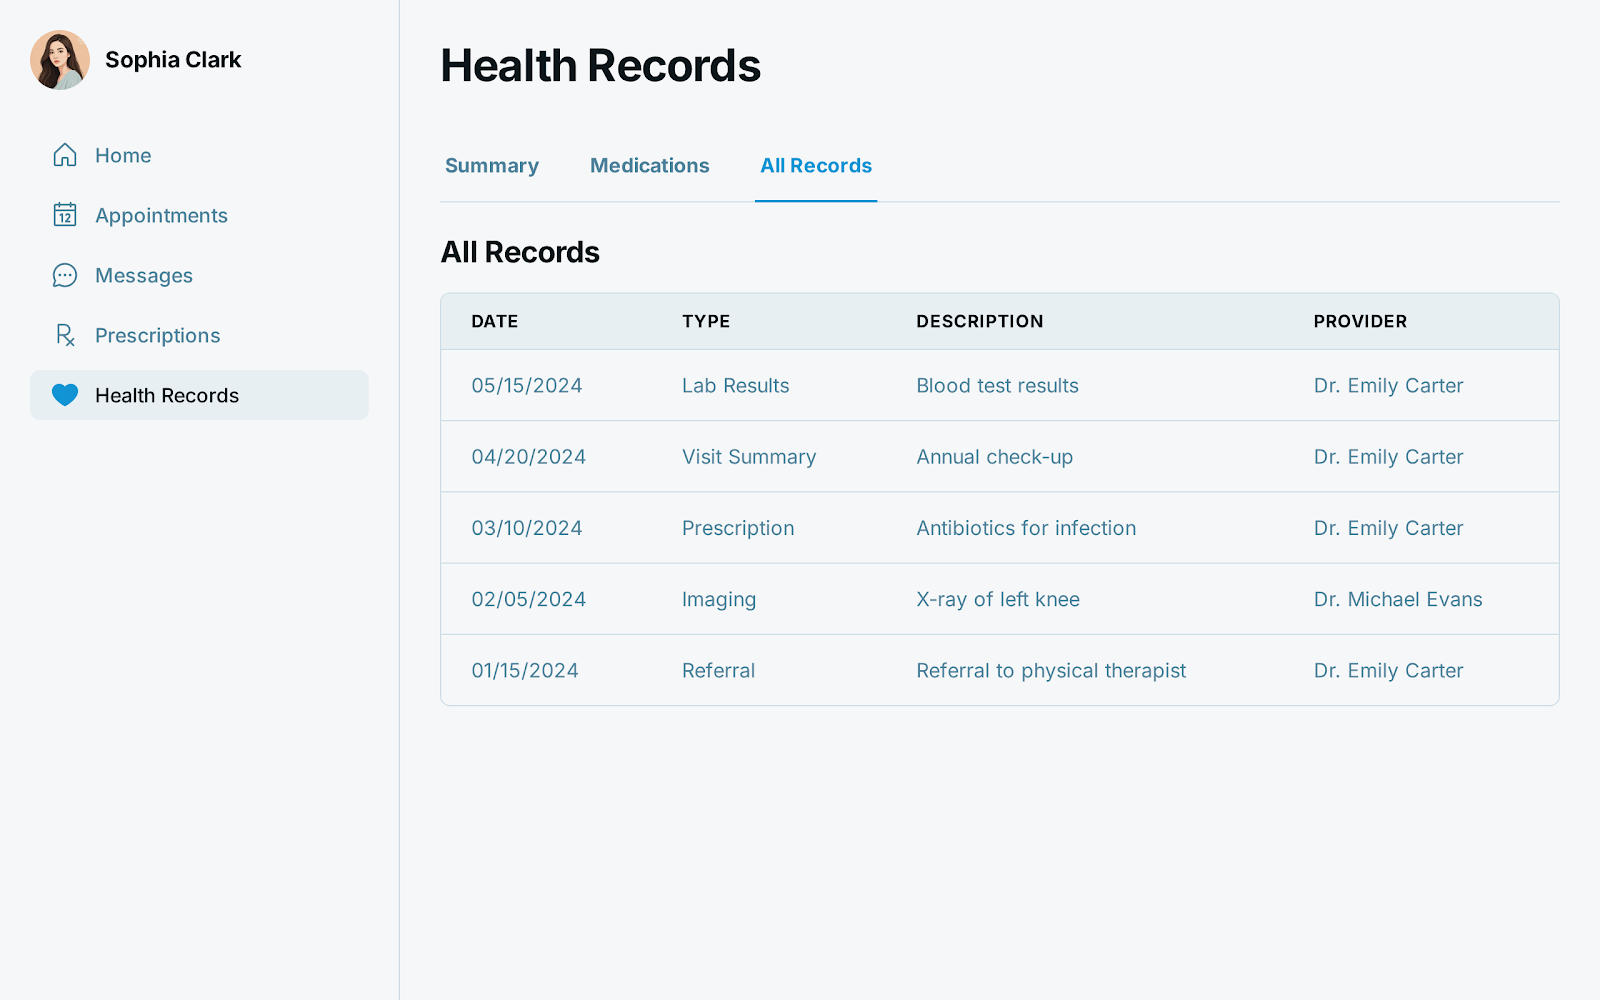 Sophia Clark
Home
12
Appointments
Messages
Prescriptions
Health Records
Health Records
Summary Medications All Records
All Records
DATE TYPE DESCRIPTION PROVIDER
05/15/2024 Lab Results Blood test results Dr. Emily Carter
04/20/2024 Visit Summary Annual check-up Dr. Emily Carter
03/10/2024 Prescription Antibiotics for infection Dr. Emily Carter
02/05/2024 Imaging X-ray of left knee Dr. Michael Evans
01/15/2024 Referral Referral to physical therapist Dr. Emily Carter